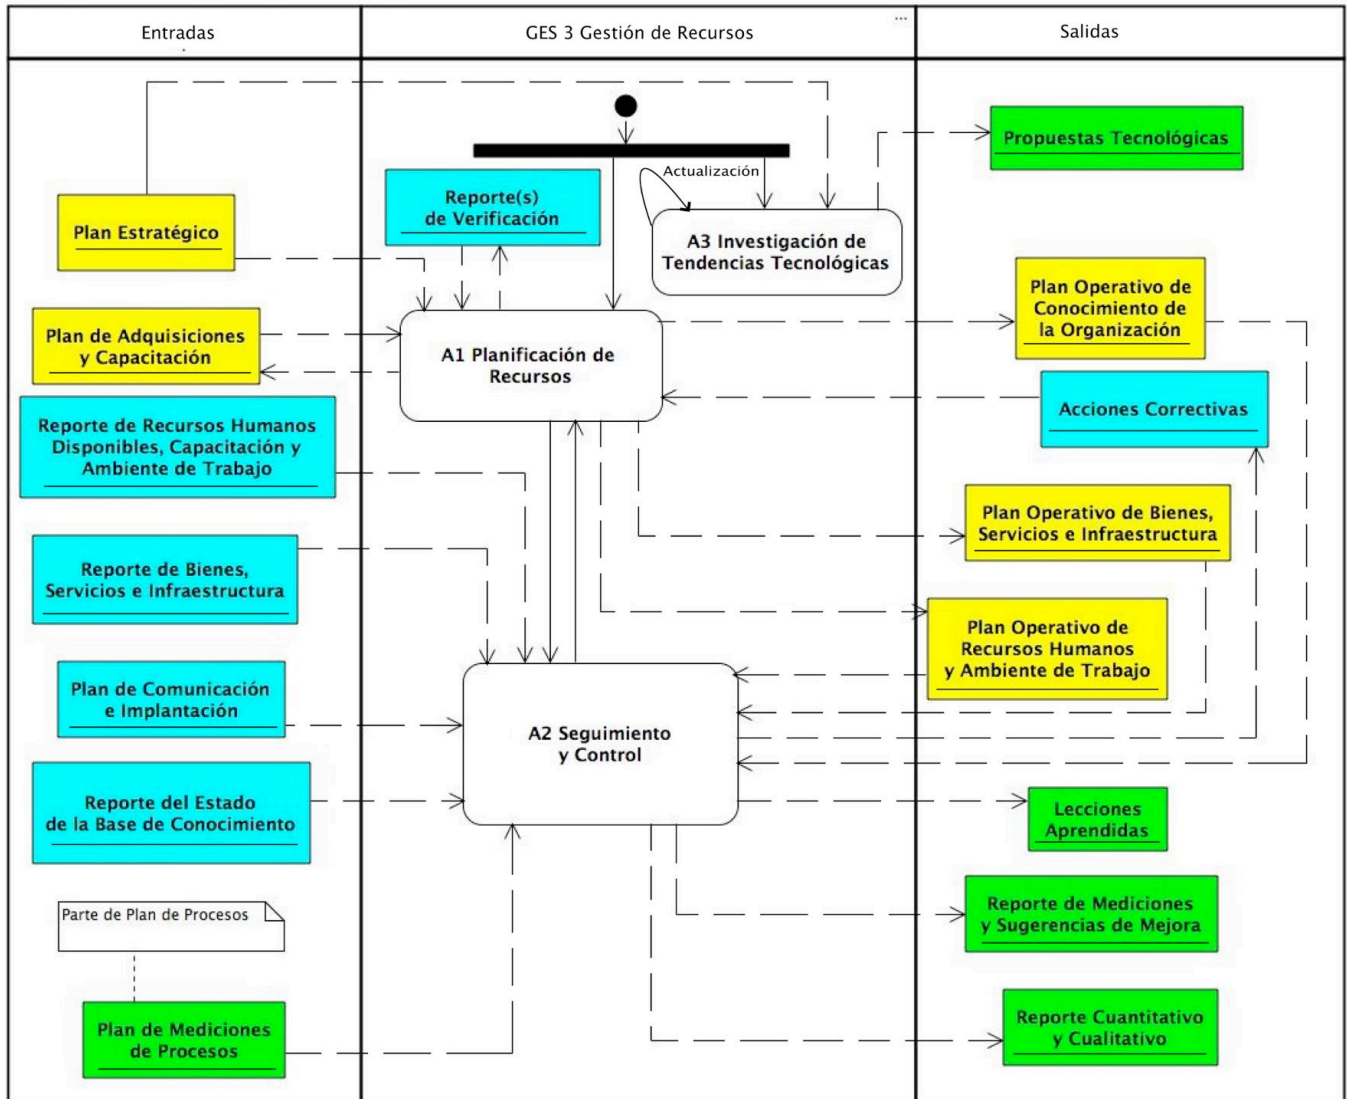 Entradas
GES 3 Gestión de Recursos
...
Salidas
Propuestas Tecnológicas
Actualización
Reporte(s)
de Verificación
Plan Estratégico
A3 Investigación de
Tendencias Tecnológicas
Plan Operativo de
Conocimiento de
la Organización
Plan de Adquisiciones
y Capacitación
A1 Planificación de
Recursos
Acciones Correctivas
Reporte de Recursos Humanos
Disponibles, Capacitación y
Ambiente de Trabajo
Plan Operativo de Bienes,
Servicios e Infraestructura
Reporte de Bienes,
Servicios e Infraestructura
Plan Operativo de
Recursos Humanos
y Ambiente de Trabajo
Plan de Comunicación
e Implantación
A2 Seguimiento
y Control
Reporte del Estado
de la Base de Conocimiento
Lecciones
Aprendidas
Parte de Plan de Procesos
Reporte de Mediciones
y Sugerencias de Mejora
Plan de Mediciones
de Procesos
Reporte Cuantitativo
y Cualitativo